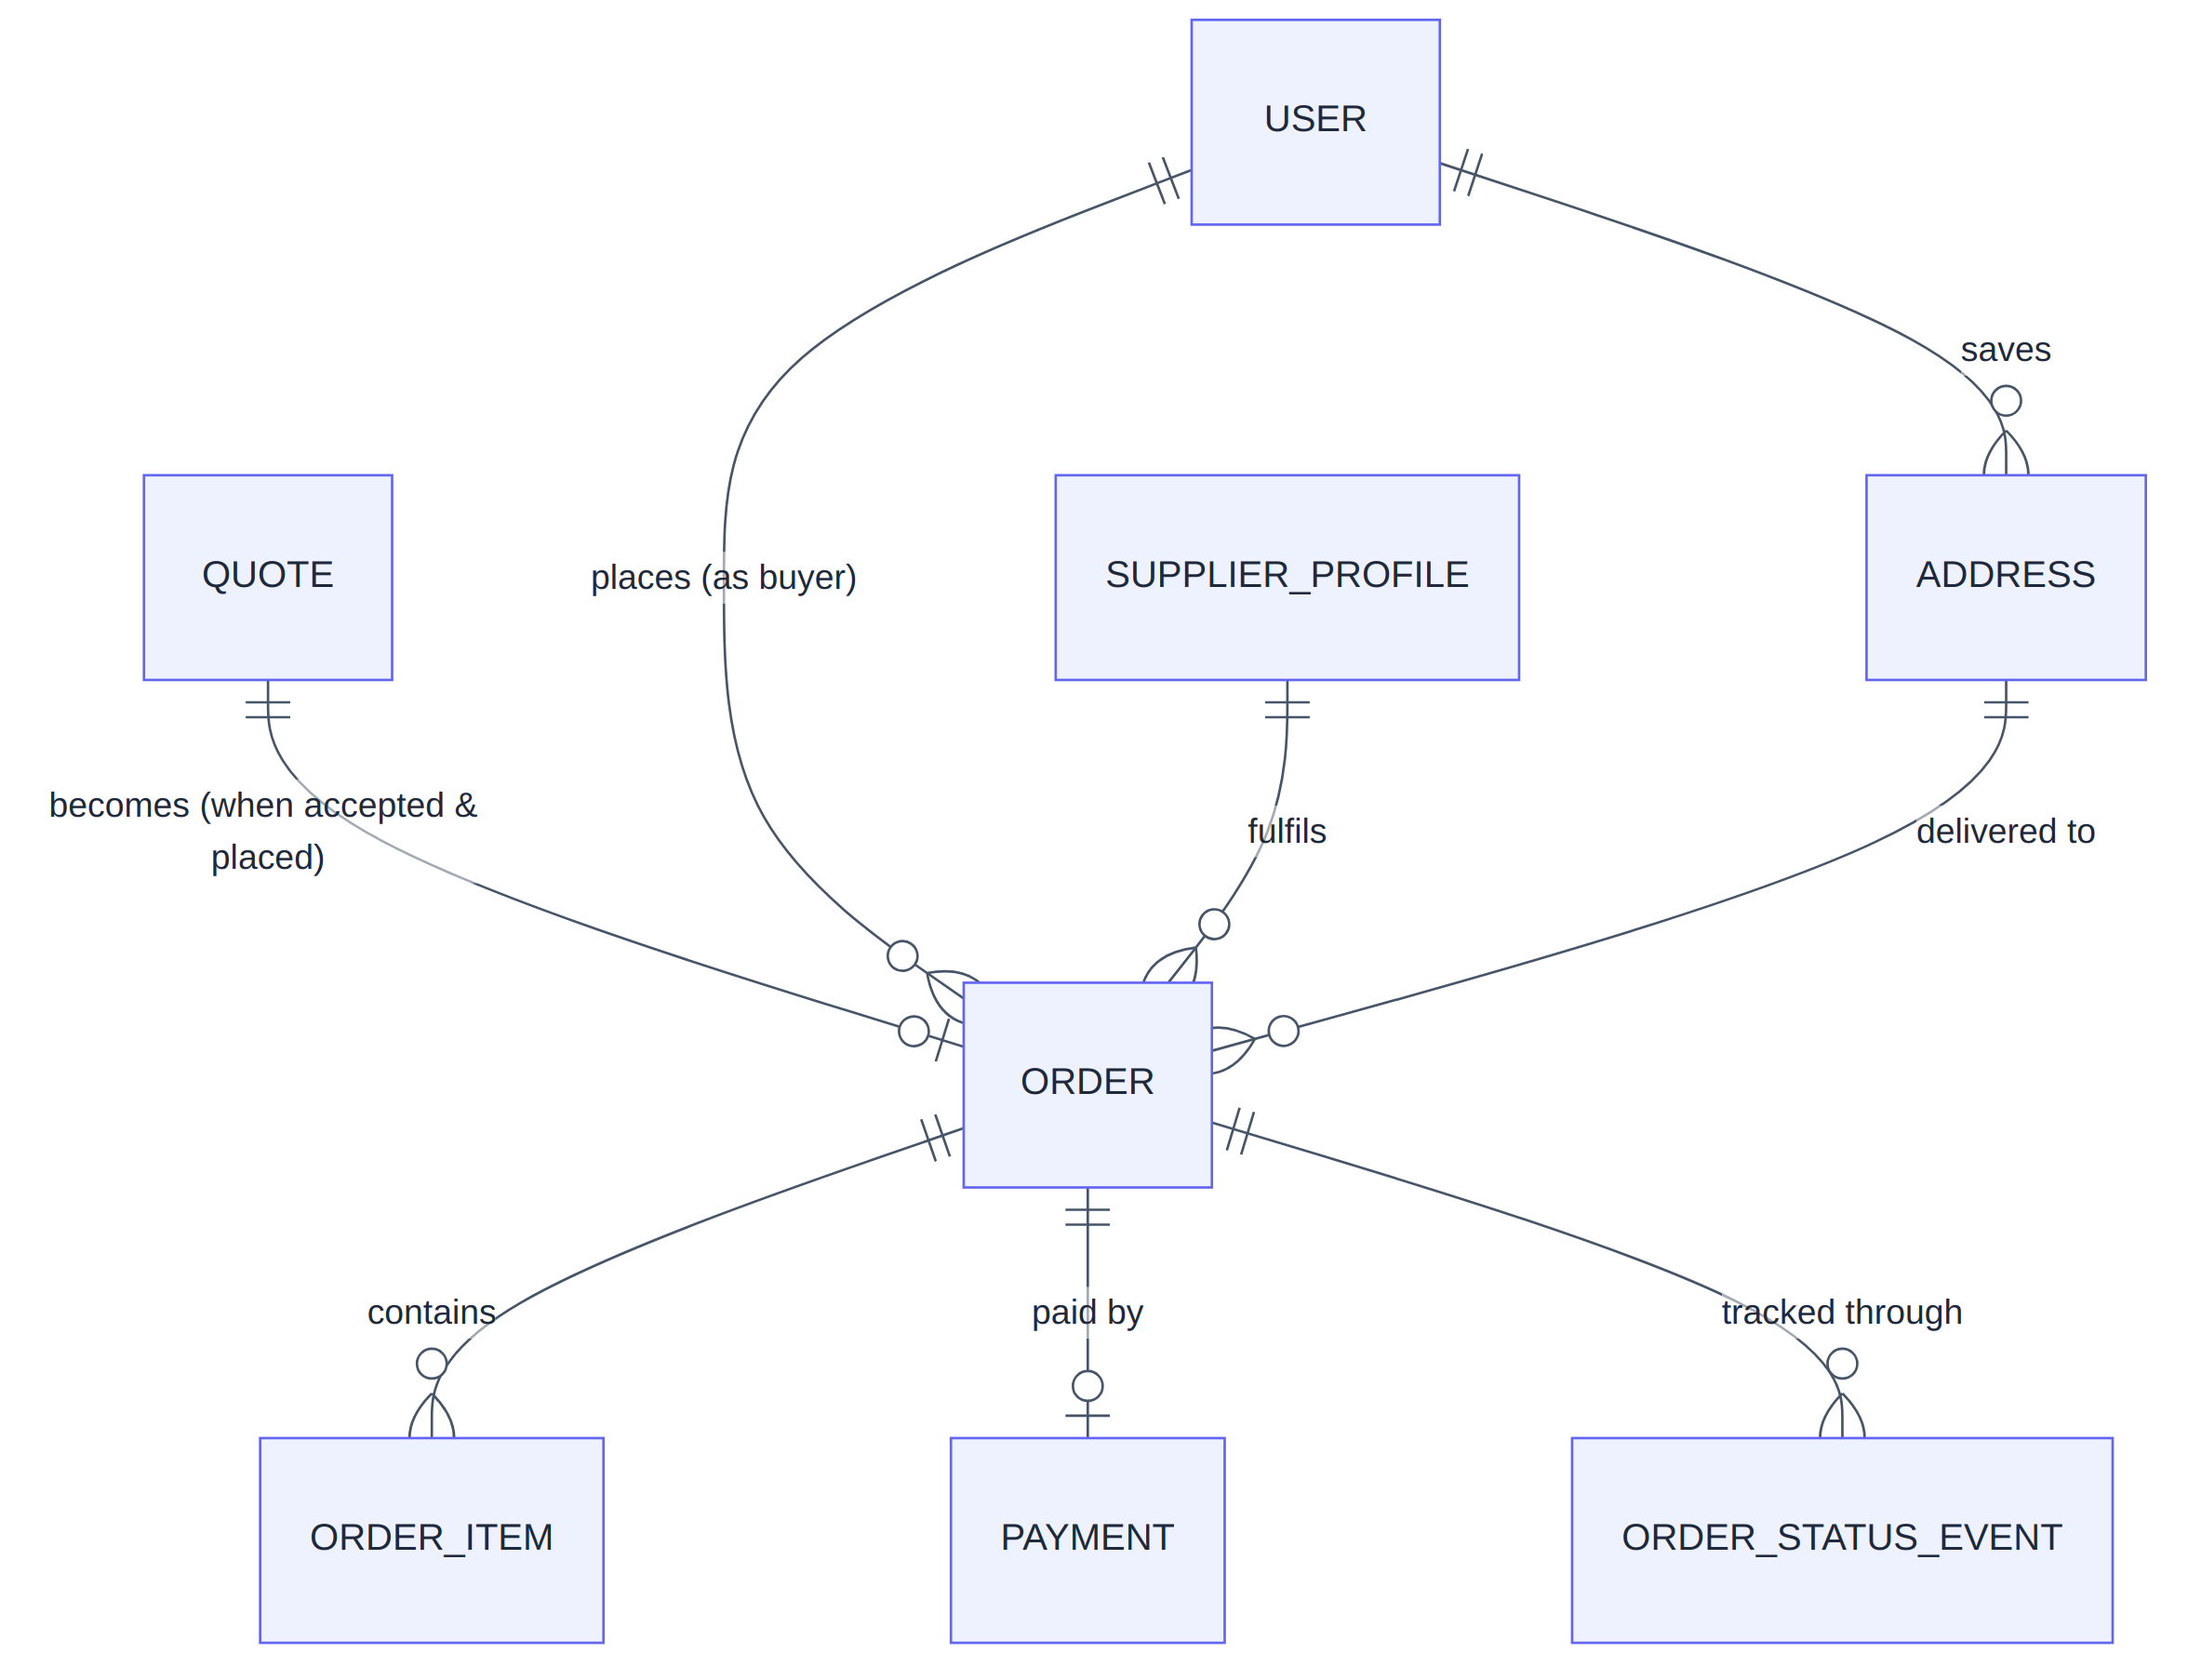 USER
saves
QUOTE
places (as buyer)
SUPPLIER_PROFILE
ADDRESS
becomes (when accepted &
placed)
fulfils
delivered to
ORDER
contains
paid by
tracked through
ORDER_ITEM
PAYMENT
ORDER_STATUS_EVENT